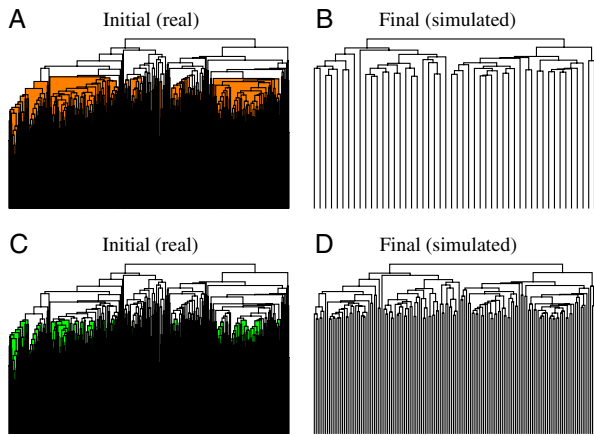 A
Initial (real)
B
Final (simulated)
C
Initial (real)
D
Final (simulated)